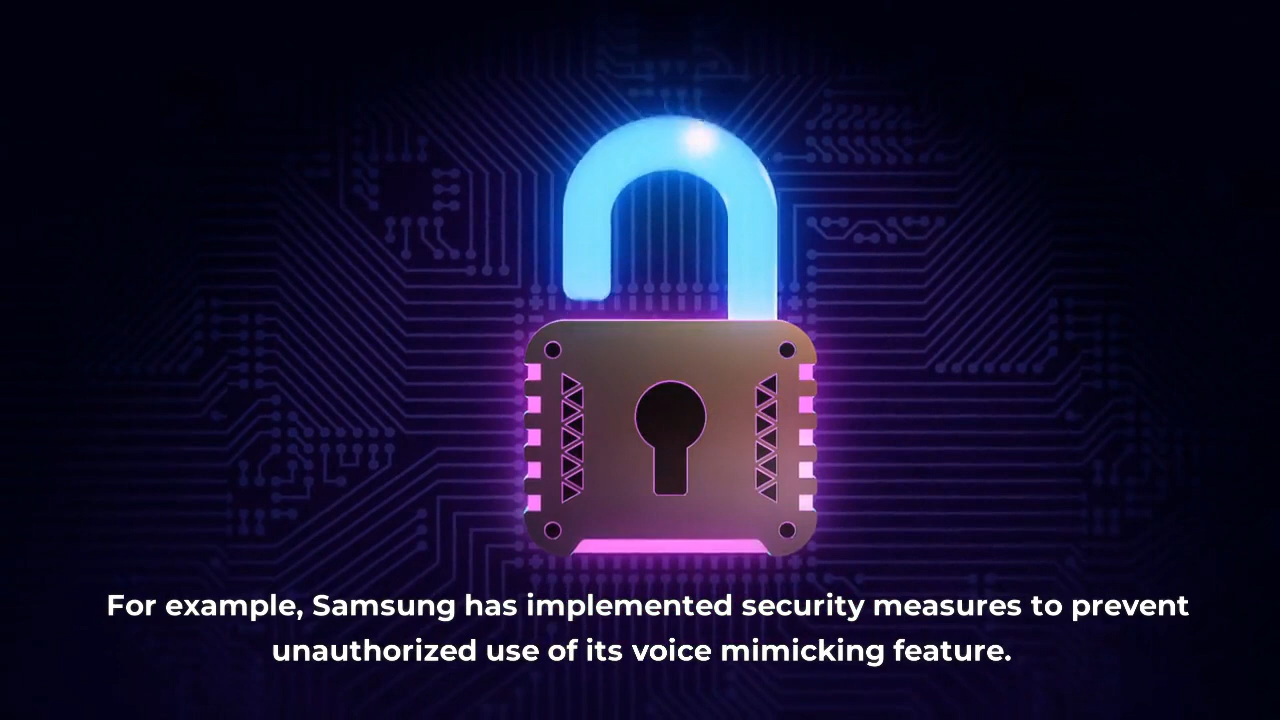 For example, Samsung has implemented security measures to prevent
unauthorized use of its voice mimicking feature.